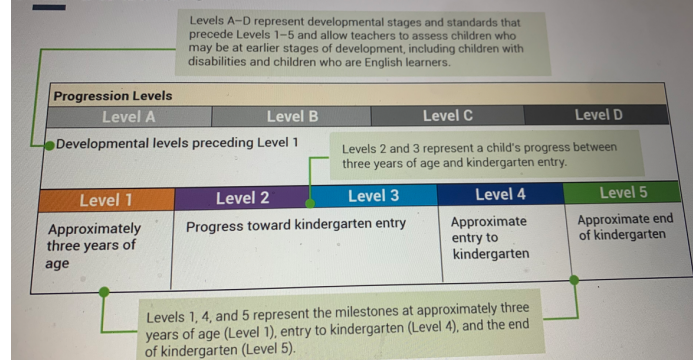 Levels A–D represent developmental stages and standards that
precede Levels 1–5 and allow teachers to assess children who
may be at earlier stages of development, including children with
disabilities and children who are English learners.
Progression Levels
Level A Level B Level C Level D
Developmental levels preceding Level 1
Levels 2 and 3 represent a child's progress between
three years of age and kindergarten entry.
Level 1 Level 2 Level 3 Level 4 Level 5
Approximately
three years of
age
Progress toward kindergarten entry
Approximate
entry to
kindergarten
Approximate end
of kindergarten
Levels 1, 4, and 5 represent the milestones at approximately three
years of age (Level 1), entry to kindergarten (Level 4), and the end
of kindergarten (Level 5).